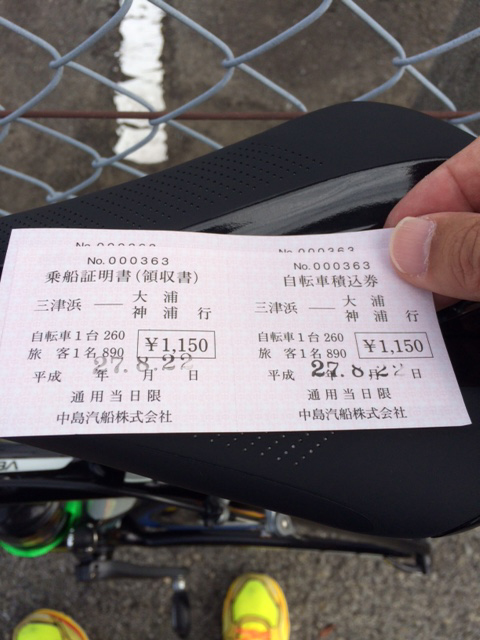 No.000363
No.000363
乗船証明書(領収書)
三津浜 ── 大浦 神浦 行
自転車1台 260
旅 客1名 890
¥1,150
27.8.22
平成 年 月 日
通用当日限
中島汽船株式会社
No.000363
No.000363
自転車積込券
三津浜 ── 大浦 神浦 行
自転車1台 260
旅 客1名 890
¥1,150
27.8.22
平成 年 月 日
通用当日限
中島汽船株式会社